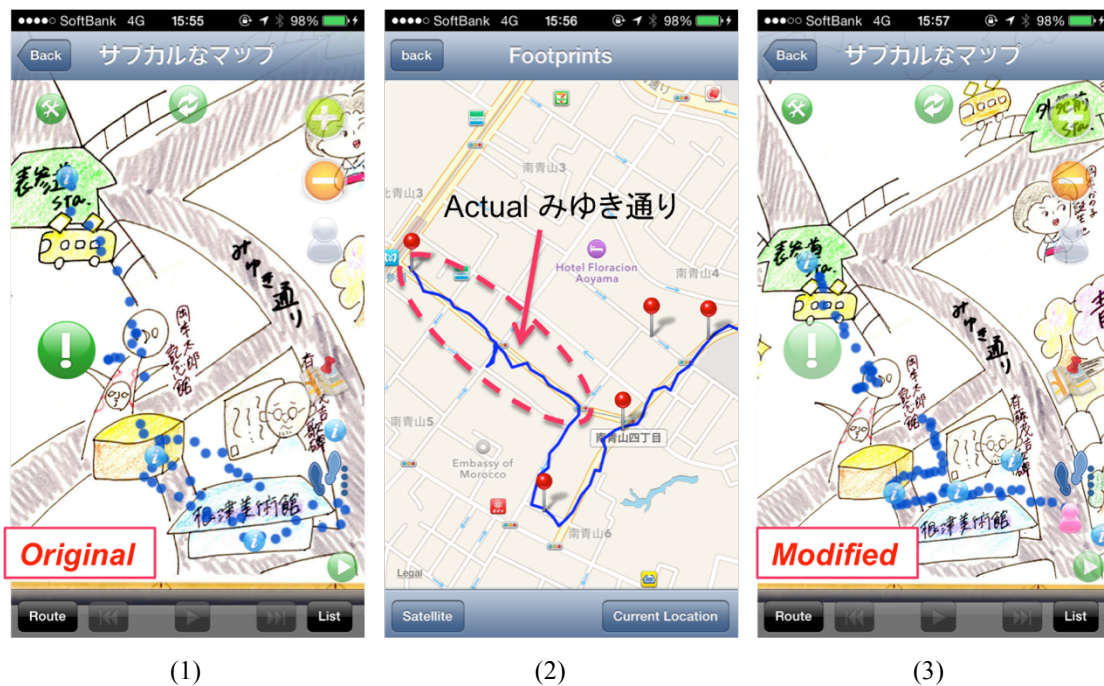 SoftBank 4G 15:55 98%
Back サブカルなマップ
表参道
sta.
みゆき通り
岡本太郎
記念館
???
根津美術館
Original
Route List
(1)
SoftBank 4G 15:56 98%
back Footprints
南青山3
北青山3
Actual みゆき通り
Hotel Floracion
Aoyama
南青山4
南青山5
南青山四丁目
Embassy of
Morocco
南青山6
Legal
Satellite Current Location
(2)
SoftBank 4G 15:57 98%
Back サブカルなマップ
sta.
表参道
sta.
みゆき通り
岡本太郎
記念館
???
根津美術館
Modified
Route List
(3)